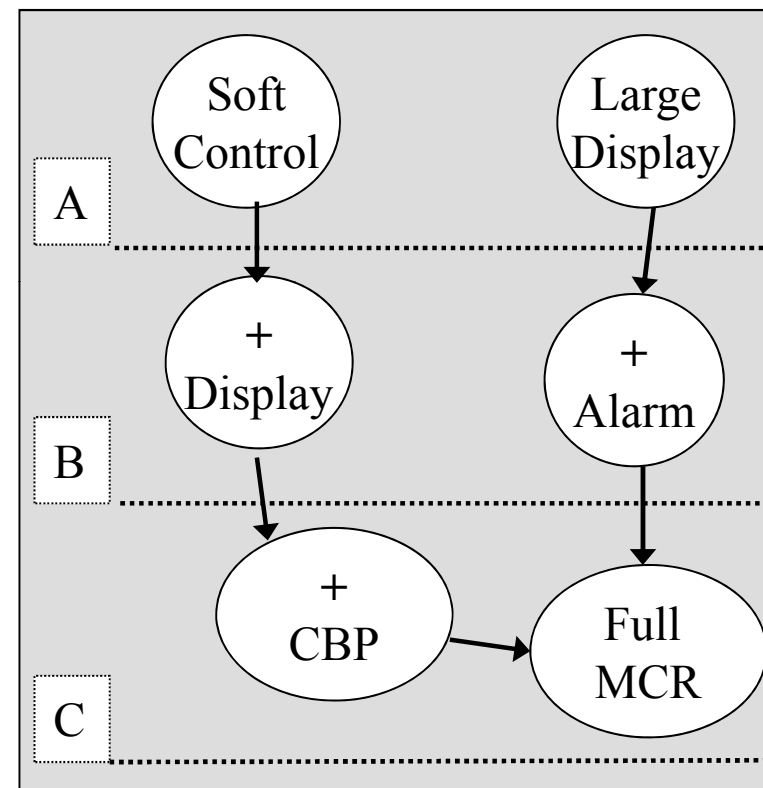 Soft
Control
Large
Display
A
+
Display
+
Alarm
B
+
CBP
Full
MCR
C